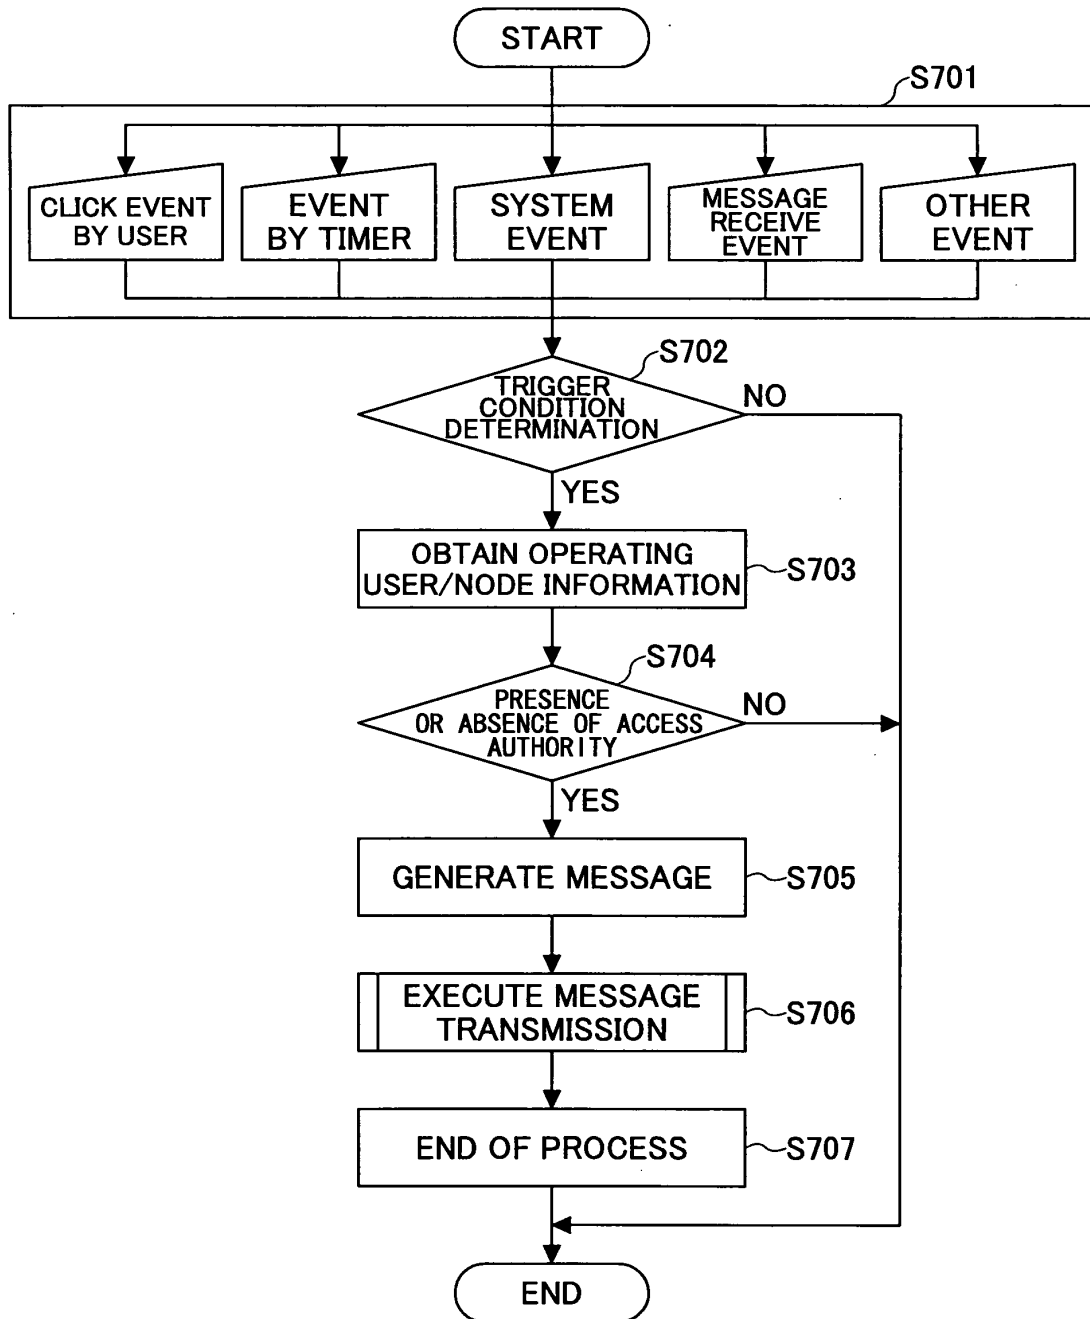 START
S701
CLICK EVENT
BY USER
EVENT
BY TIMER
SYSTEM
EVENT
MESSAGE
RECEIVE
EVENT
OTHER
EVENT
S702
TRIGGER
CONDITION
DETERMINATION
NO
YES
OBTAIN OPERATING
USER/NODE INFORMATION
S703
S704
PRESENCE
OR ABSENCE OF ACCESS
AUTHORITY
NO
YES
GENERATE MESSAGE
S705
EXECUTE MESSAGE
TRANSMISSION
S706
END OF PROCESS
S707
END